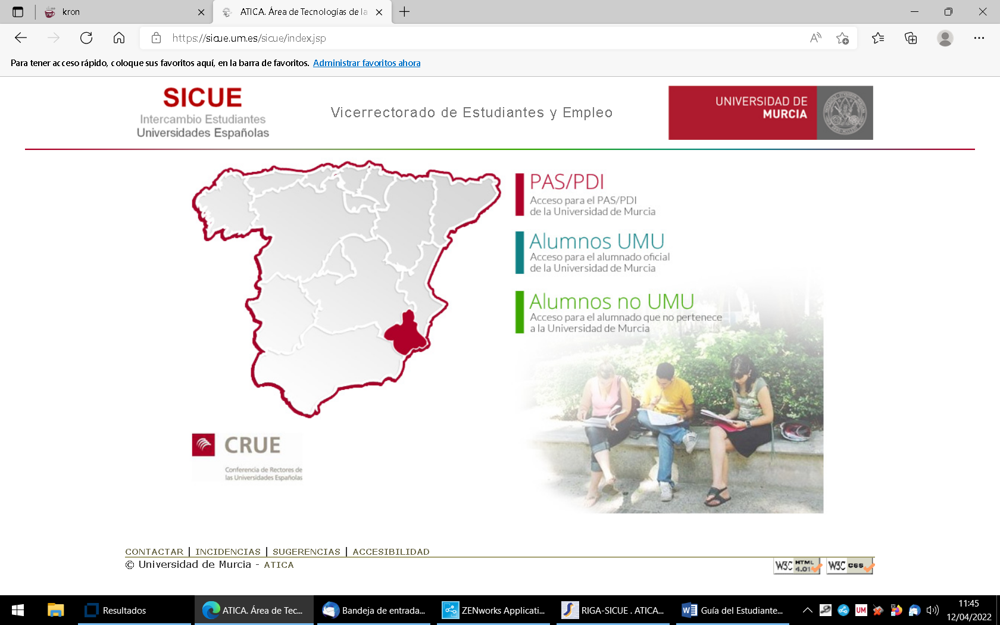 kron
ATICA. Área de Tecnologías de la
https://sicue.um.es/sicue/index.jsp
Para tener acceso rápido, coloque sus favoritos aquí, en la barra de favoritos. Administrar favoritos ahora
SICUE
Intercambio Estudiantes
Universidades Españolas
Vicerrectorado de Estudiantes y Empleo
UNIVERSIDAD DE
MURCIA
PAS/PDI
Acceso para el PAS/PDI
de la Universidad de Murcia
Alumnos UMU
Acceso para el alumnado oficial
de la Universidad de Murcia
Alumnos no UMU
Acceso para el alumnado que no pertenece
a la Universidad de Murcia
CRUE
Conferencia de Rectores de
las Universidades Españolas
CONTACTAR | INCIDENCIAS | SUGERENCIAS | ACCESIBILIDAD
© Universidad de Murcia - ATICA
W3C HTML 4.01
W3C CSS
Resultados
ATICA. Área de Tec...
Bandeja de entrada...
ZENworks Applicati...
RIGA-SICUE . ATICA...
Guía del Estudiante...
UM
11:45
12/04/2022